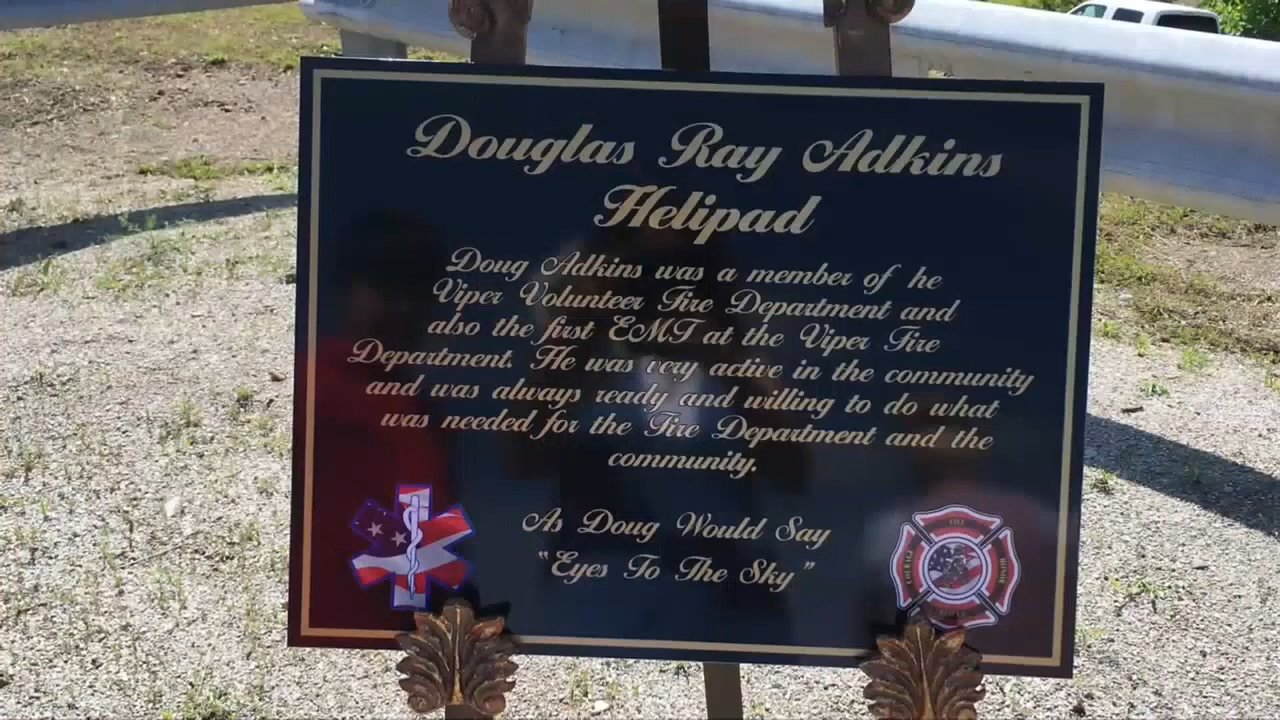 Douglas Ray Adkins
Helipad
Doug Adkins was a member of he
Viper Volunteer Fire Department and
also the first EMT at the Viper Fire
Department. He was very active in the community
and was always ready and willing to do what
was needed for the Fire Department and the
community.
As Doug Would Say
"Eyes To The Sky"
COURAGE
HONOR